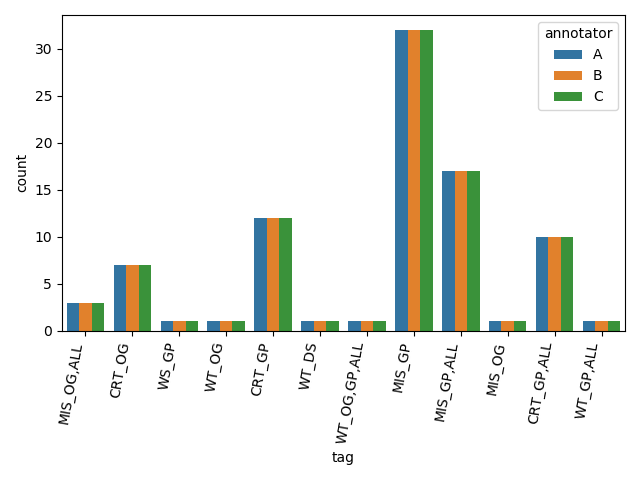 annotator
A
B
C
count
30
25
20
15
10
5
0
MIS_OG,ALL
CRT_OG
WS_GP
WT_OG
CRT_GP
WT_DS
WT_OG,GP,ALL
MIS_GP
MIS_GP,ALL
MIS_OG
CRT_GP,ALL
WT_GP,ALL
tag